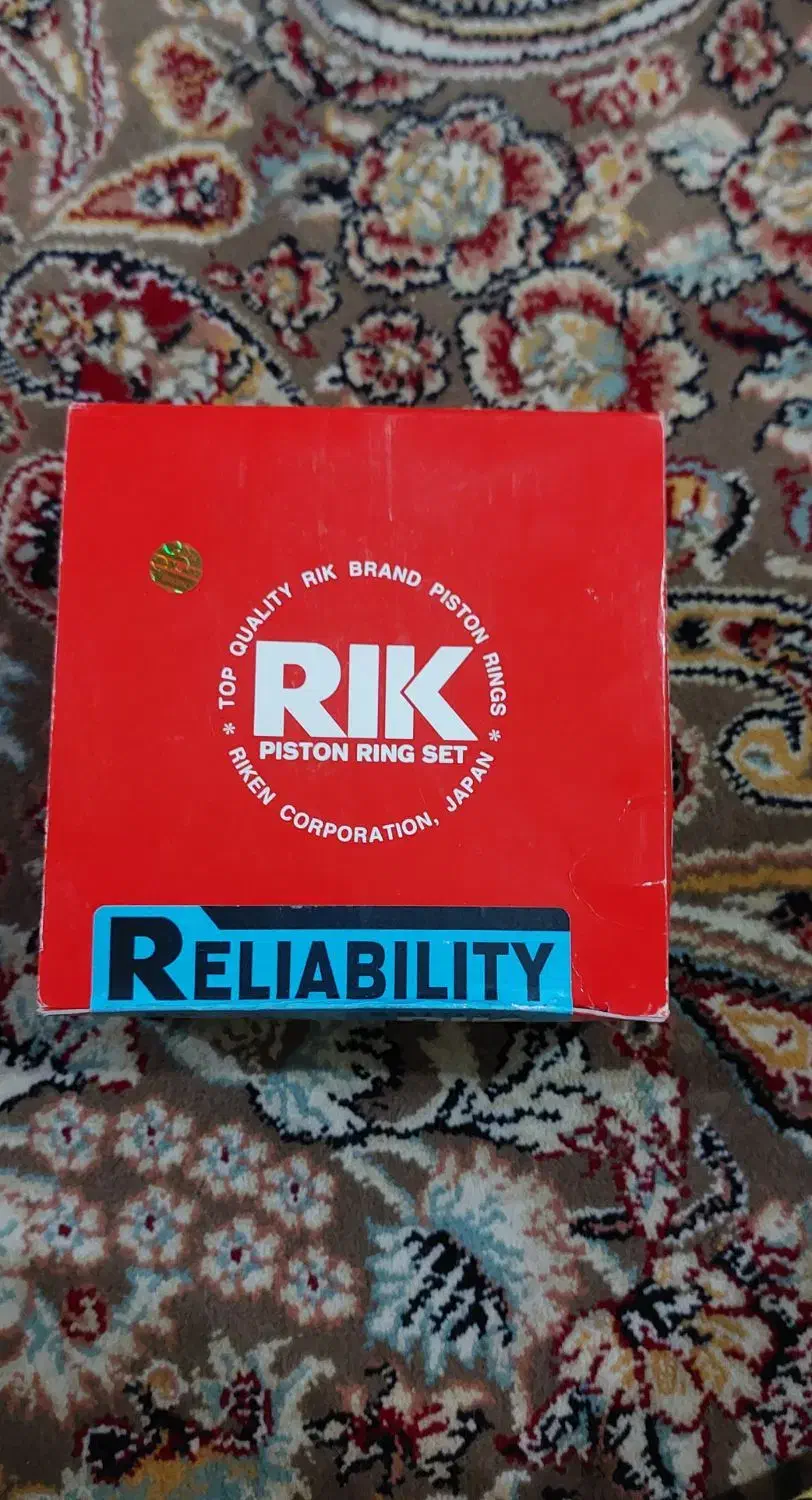 * TOP QUALITY RIK BRAND PISTON RINGS *
RIK
PISTON RING SET
RIKEN CORPORATION, JAPAN
RELIABILITY